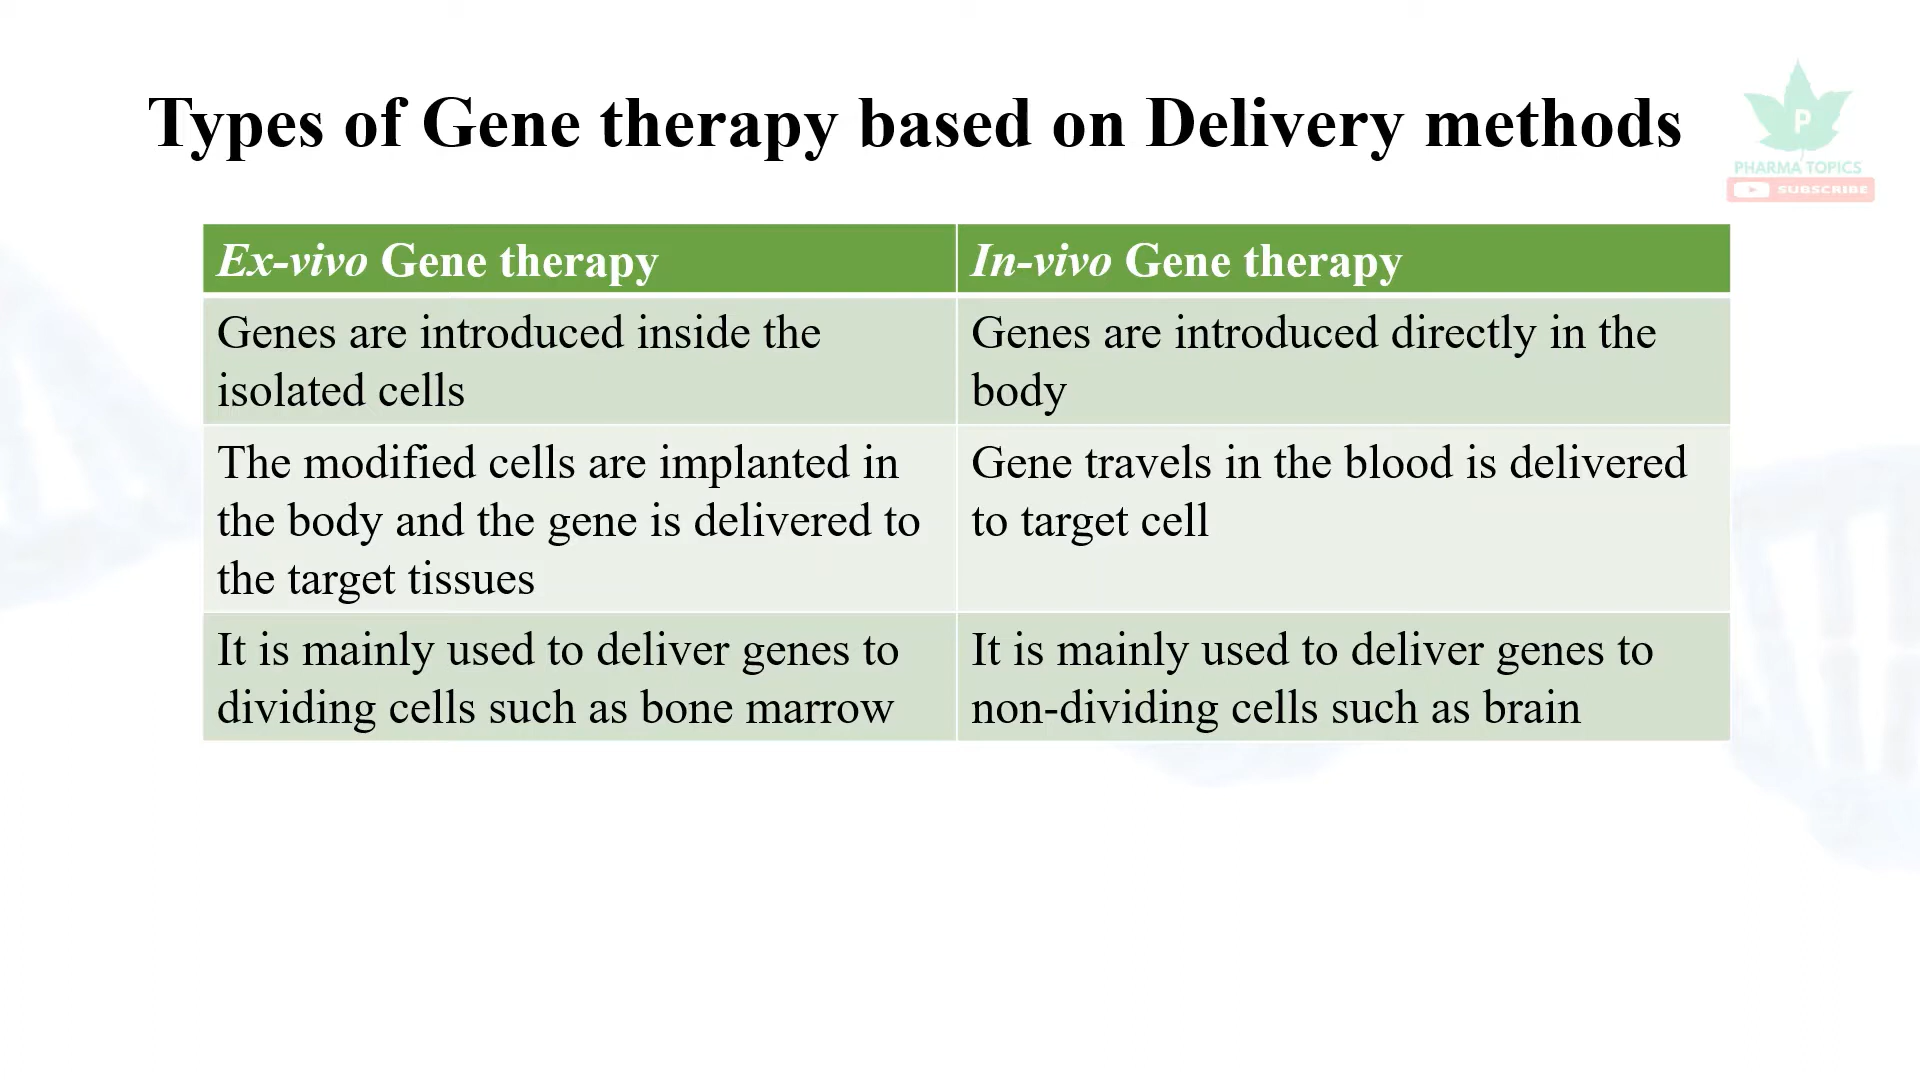 Types of Gene therapy based on Delivery methods
P
PHARMA TOPICS
SUBSCRIBE
Ex-vivo Gene therapy
In-vivo Gene therapy
Genes are introduced inside the
isolated cells
Genes are introduced directly in the
body
The modified cells are implanted in
the body and the gene is delivered to
the target tissues
Gene travels in the blood is delivered
to target cell
It is mainly used to deliver genes to
dividing cells such as bone marrow
It is mainly used to deliver genes to
non-dividing cells such as brain